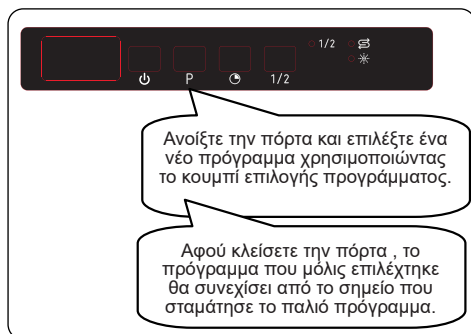 1/2
P 1/2
Ανοίξτε την πόρτα και επιλέξτε ένα
νέο πρόγραμμα χρησιμοποιώντας
το κουμπί επιλογής προγράμματος.
Αφού κλείσετε την πόρτα , το
πρόγραμμα που μόλις επιλέχτηκε
θα συνεχίσει από το σημείο που
σταμάτησε το παλιό πρόγραμμα.